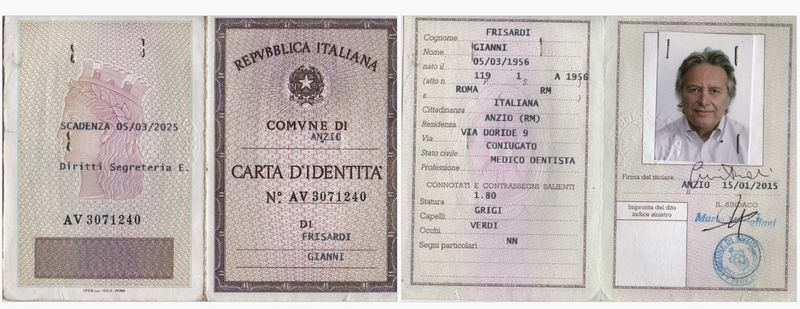 SCADENZA 05/03/2025
Diritti Segreteria E.
AV 3071240
REPVBBLICA ITALIANA
COMVNE DI
ANZIO
CARTA D'IDENTITA'
N° AV 3071240
DI
FRISARDI
GIANNI
Cognome FRISARDI
Nome GIANNI
nato il 05/03/1956
(atto n. 119 P. 1 S. A 1956
a ROMA RM )
Cittadinanza ITALIANA
Residenza ANZIO (RM)
Via VIA DORIDE 9
Stato civile CONIUGATO
Professione MEDICO DENTISTA
CONNOTATI E CONTRASSEGNI SALIENTI
Statura 1.80
Capelli GRIGI
Occhi VERDI
Segni particolari NN
Firma del titolare
ANZIO 15/01/2015
Impronta del dito
indice sinistro
IL SINDACO